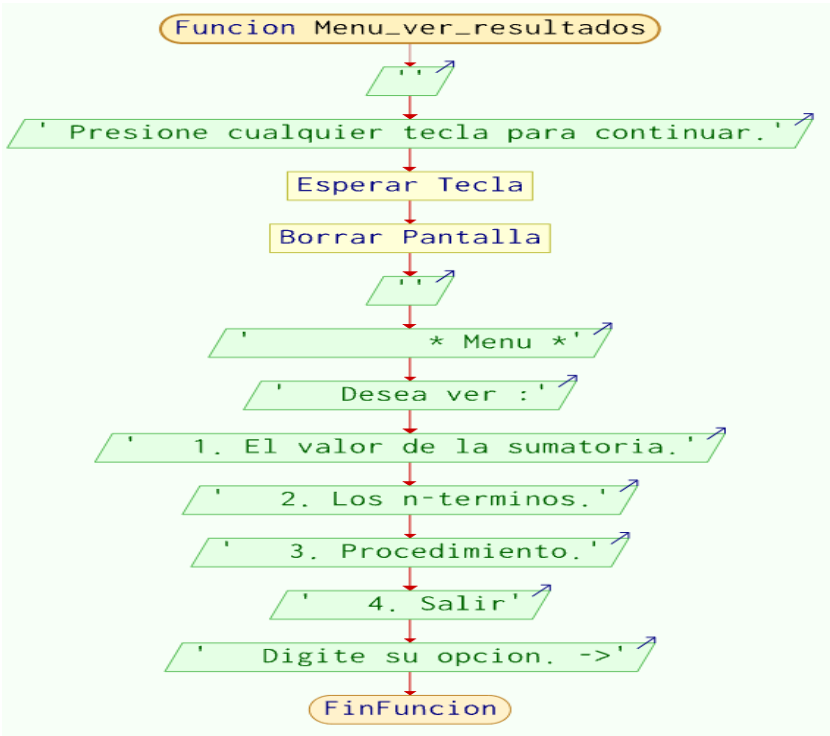 Funcion Menu_ver_resultados
''
' Presione cualquier tecla para continuar.'
Esperar Tecla
Borrar Pantalla
''
'            * Menu *'
'    Desea ver :'
'    1. El valor de la sumatoria.'
'    2. Los n-terminos.'
'    3. Procedimiento.'
'    4. Salir'
'    Digite su opcion. ->'
FinFuncion